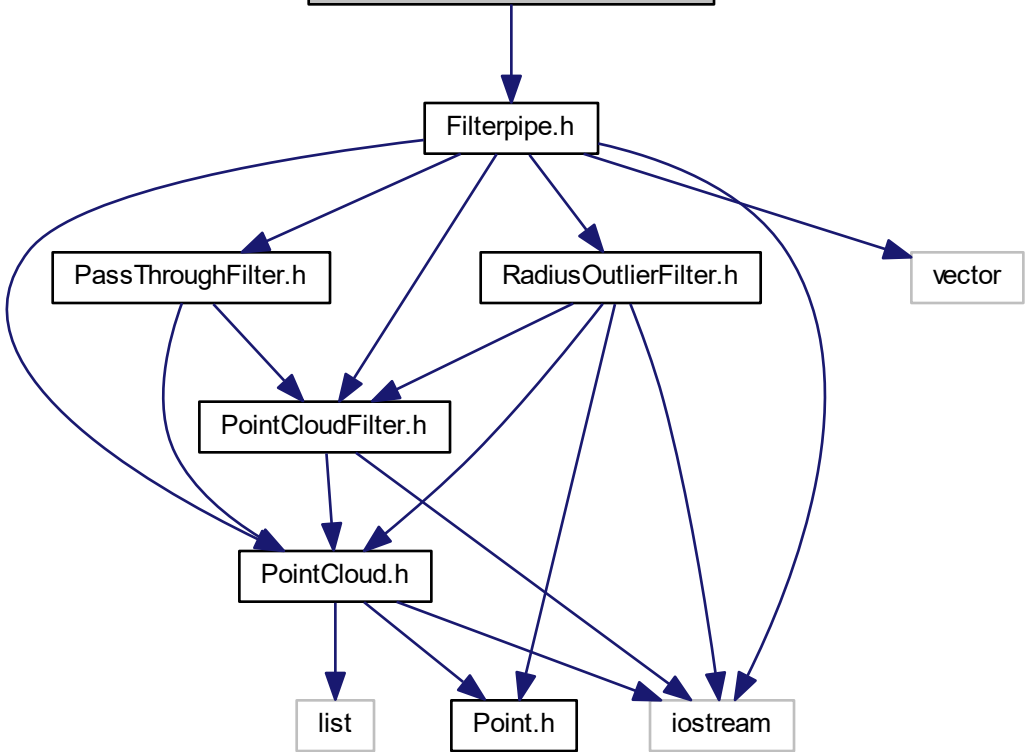 Filterpipe.h
PassThroughFilter.h
RadiusOutlierFilter.h
vector
PointCloudFilter.h
PointCloud.h
list
Point.h
iostream